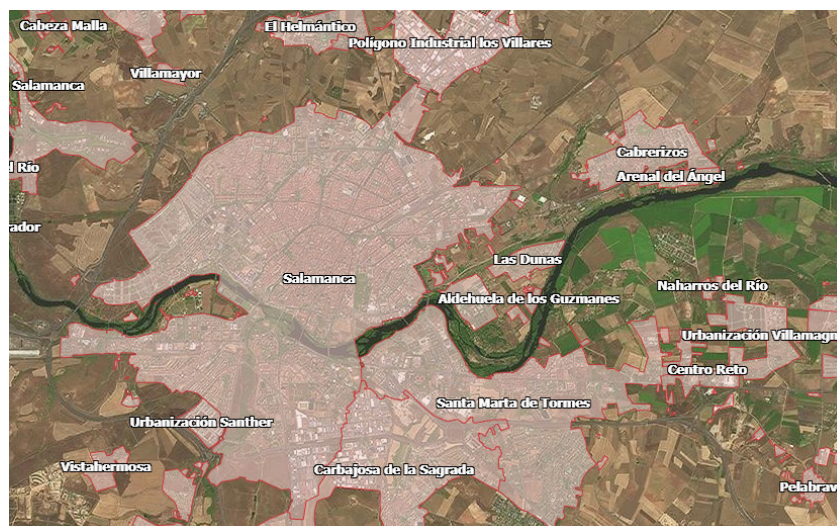 Cabeza Malla
El Helmántico
Polígono Industrial los Villares
Villamayor
Salamanca
Cabrerizos
l Río
Arenal del Ángel
ador
Las Dunas
Salamanca
Naharros del Río
Aldehuela de los Guzmanes
Urbanización Villamagn
Centro Reto
Santa Marta de Tormes
Urbanización Santher
Vistahermosa
Carbajosa de la Sagrada
Pelabrav